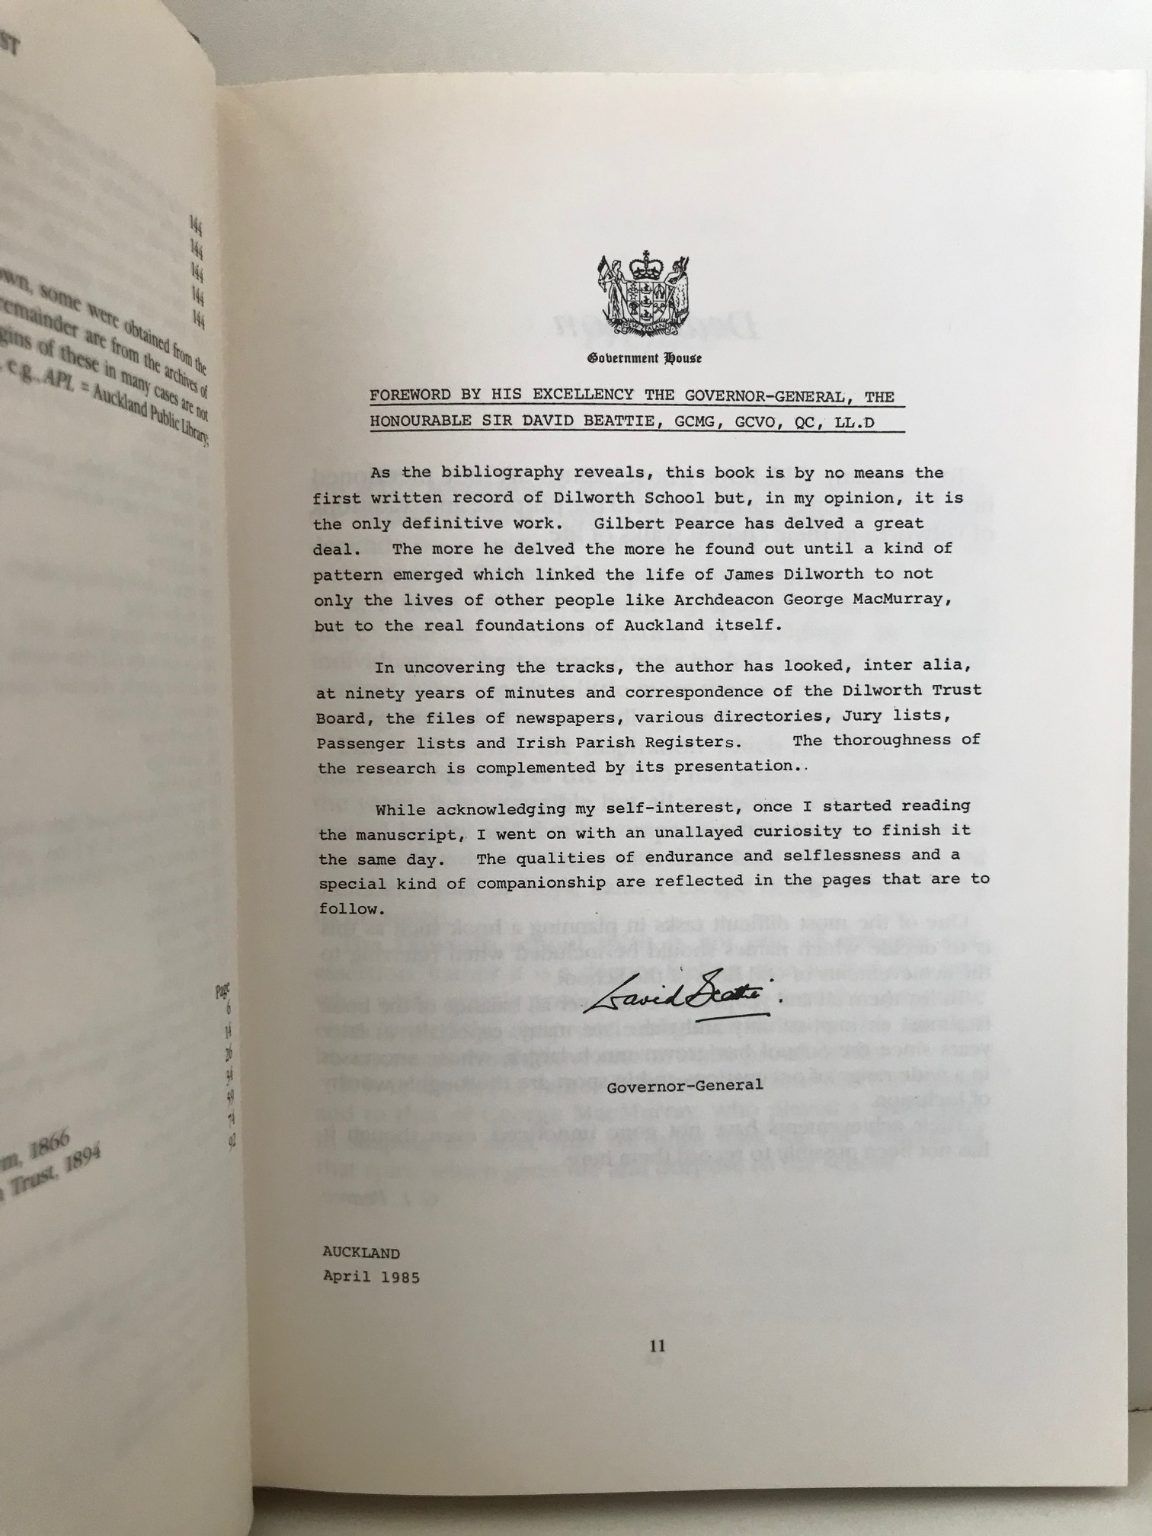 ST
144
144
144
144
144
own, some were obtained from the
remainder are from the archives of
gins of these in many cases are not
, e.g., APL = Auckland Public Library,
Page
6
14
26
34
59
74
92
rm, 1866
n Trust, 1894
Government House
FOREWORD BY HIS EXCELLENCY THE GOVERNOR-GENERAL, THE
HONOURABLE SIR DAVID BEATTIE, GCMG, GCVO, QC, LL.D
As the bibliography reveals, this book is by no means the
first written record of Dilworth School but, in my opinion, it is
the only definitive work. Gilbert Pearce has delved a great
deal. The more he delved the more he found out until a kind of
pattern emerged which linked the life of James Dilworth to not
only the lives of other people like Archdeacon George MacMurray,
but to the real foundations of Auckland itself.
In uncovering the tracks, the author has looked, inter alia,
at ninety years of minutes and correspondence of the Dilworth Trust
Board, the files of newspapers, various directories, Jury lists,
Passenger lists and Irish Parish Registers. The thoroughness of
the research is complemented by its presentation..
While acknowledging my self-interest, once I started reading
the manuscript, I went on with an unallayed curiosity to finish it
the same day. The qualities of endurance and selflessness and a
special kind of companionship are reflected in the pages that are to
follow.
David Beattie.
Governor-General
AUCKLAND
April 1985
11